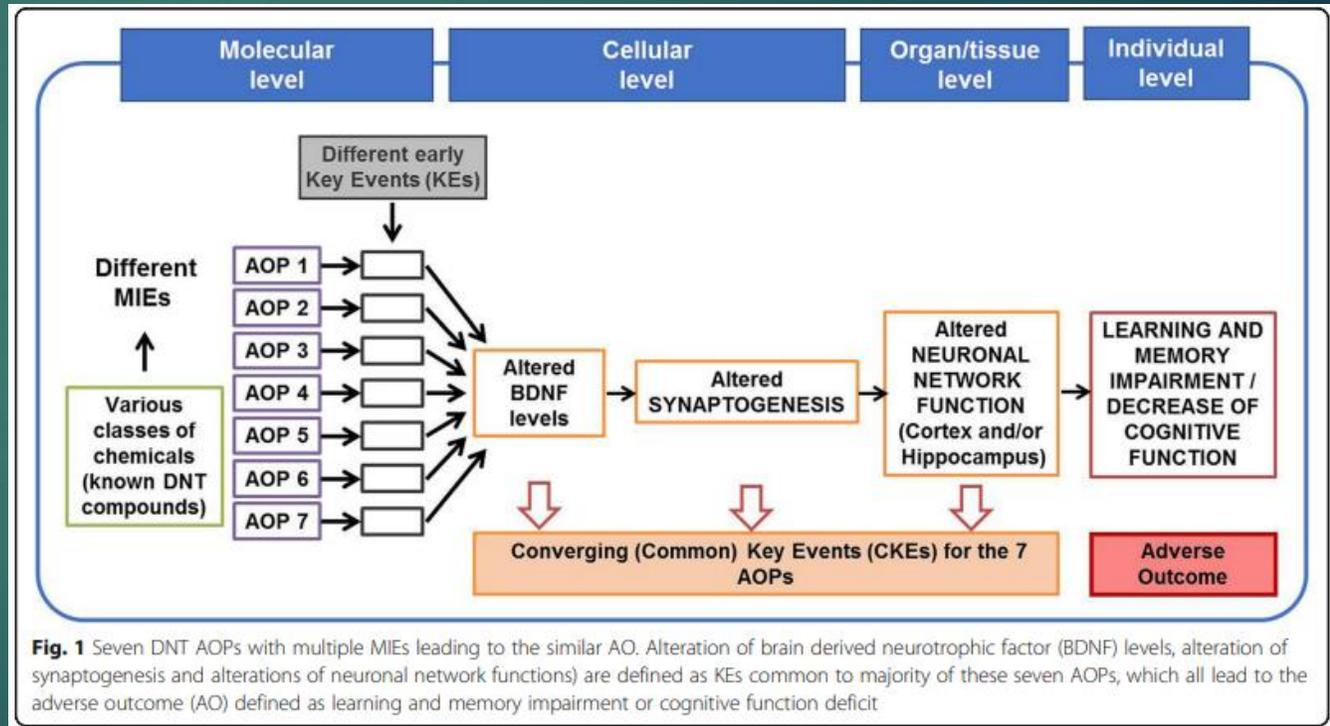 Molecular
level
Cellular
level
Organ/tissue
level
Individual
level
Different early
Key Events (KEs)
Different
MIEs
Various
classes of
chemicals
(known DNT
compounds)
AOP 1
AOP 2
AOP 3
AOP 4
AOP 5
AOP 6
AOP 7
Altered
BDNF
levels
Altered
SYNAPTOGENESIS
Altered
NEURONAL
NETWORK
FUNCTION
(Cortex and/or
Hippocampus)
LEARNING AND
MEMORY
IMPAIRMENT /
DECREASE OF
COGNITIVE
FUNCTION
Converging (Common) Key Events (CKEs) for the 7
AOPs
Adverse
Outcome
Fig. 1 Seven DNT AOPs with multiple MIEs leading to the similar AO. Alteration of brain derived neurotrophic factor (BDNF) levels, alteration of
synaptogenesis and alterations of neuronal network functions) are defined as KEs common to majority of these seven AOPs, which all lead to the
adverse outcome (AO) defined as learning and memory impairment or cognitive function deficit